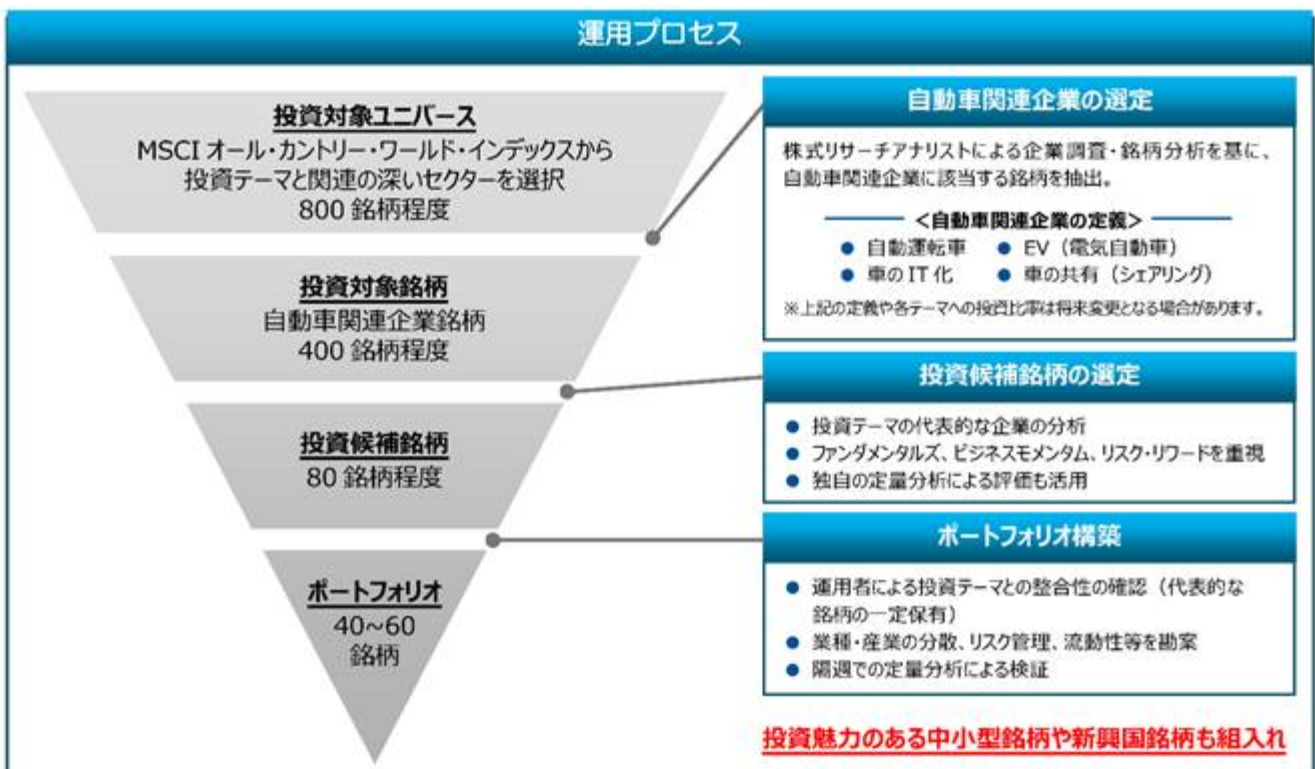 運用プロセス
投資対象ユニバース
MSCI オール・カントリー・ワールド・インデックスから
投資テーマと関連の深いセクターを選択
800 銘柄程度
投資対象銘柄
自動車関連企業銘柄
400 銘柄程度
投資候補銘柄
80 銘柄程度
ポートフォリオ
40~60
銘柄
自動車関連企業の選定
株式リサーチアナリストによる企業調査・銘柄分析を基に、
自動車関連企業に該当する銘柄を抽出。
<自動車関連企業の定義>
● 自動運転車 ● EV（電気自動車）
● 車の IT 化 ● 車の共有（シェアリング）
※上記の定義や各テーマへの投資比率は将来変更となる場合があります。
投資候補銘柄の選定
● 投資テーマの代表的な企業の分析
● ファンダメンタルズ、ビジネスモメンタム、リスク・リワードを重視
● 独自の定量分析による評価も活用
ポートフォリオ構築
● 運用者による投資テーマとの整合性の確認（代表的な
銘柄の一定保有）
● 業種・産業の分散、リスク管理、流動性等を勘案
● 隔週での定量分析による検証
投資魅力のある中小型銘柄や新興国銘柄も組入れ